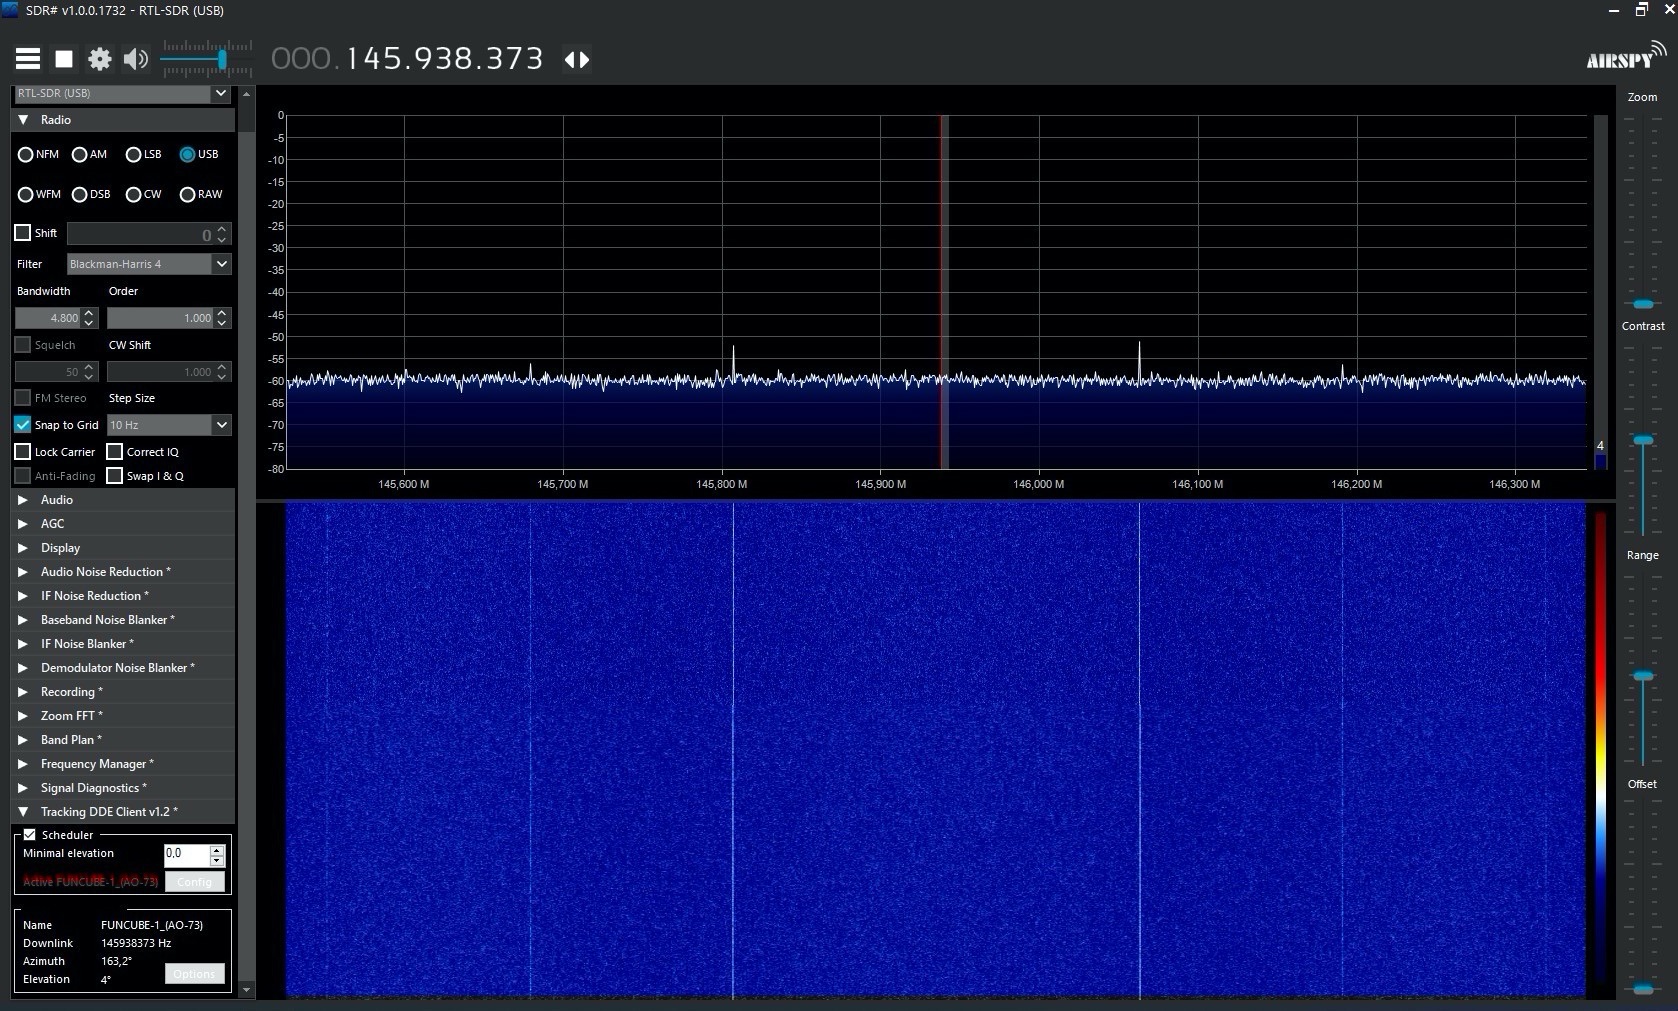 SDR# v1.0.0.1732 - RTL-SDR (USB)
000.145.938.373
AIRSPY
RTL-SDR (USB)
Radio
NFM AM LSB USB
WFM DSB CW RAW
Shift 0
Filter Blackman-Harris 4
Bandwidth Order
4.800 1.000
Squelch CW Shift
50 1.000
FM Stereo Step Size
Snap to Grid 10 Hz
Lock Carrier Correct IQ
Anti-Fading Swap I & Q
Audio
AGC
Display
Audio Noise Reduction *
IF Noise Reduction *
Baseband Noise Blanker *
IF Noise Blanker *
Demodulator Noise Blanker *
Recording *
Zoom FFT *
Band Plan *
Frequency Manager *
Signal Diagnostics *
Tracking DDE Client v1.2 *
Scheduler
Minimal elevation 0,0
Active FUNCUBE-1_(AO-73) Config
Name FUNCUBE-1_(AO-73)
Downlink 145938373 Hz
Azimuth 163,2°
Elevation 4°
Options
0
-5
-10
-15
-20
-25
-30
-35
-40
-45
-50
-55
-60
-65
-70
-75
-80
145,600 M 145,700 M 145,800 M 145,900 M 146,000 M 146,100 M 146,200 M 146,300 M
4
Zoom
Contrast
Range
Offset